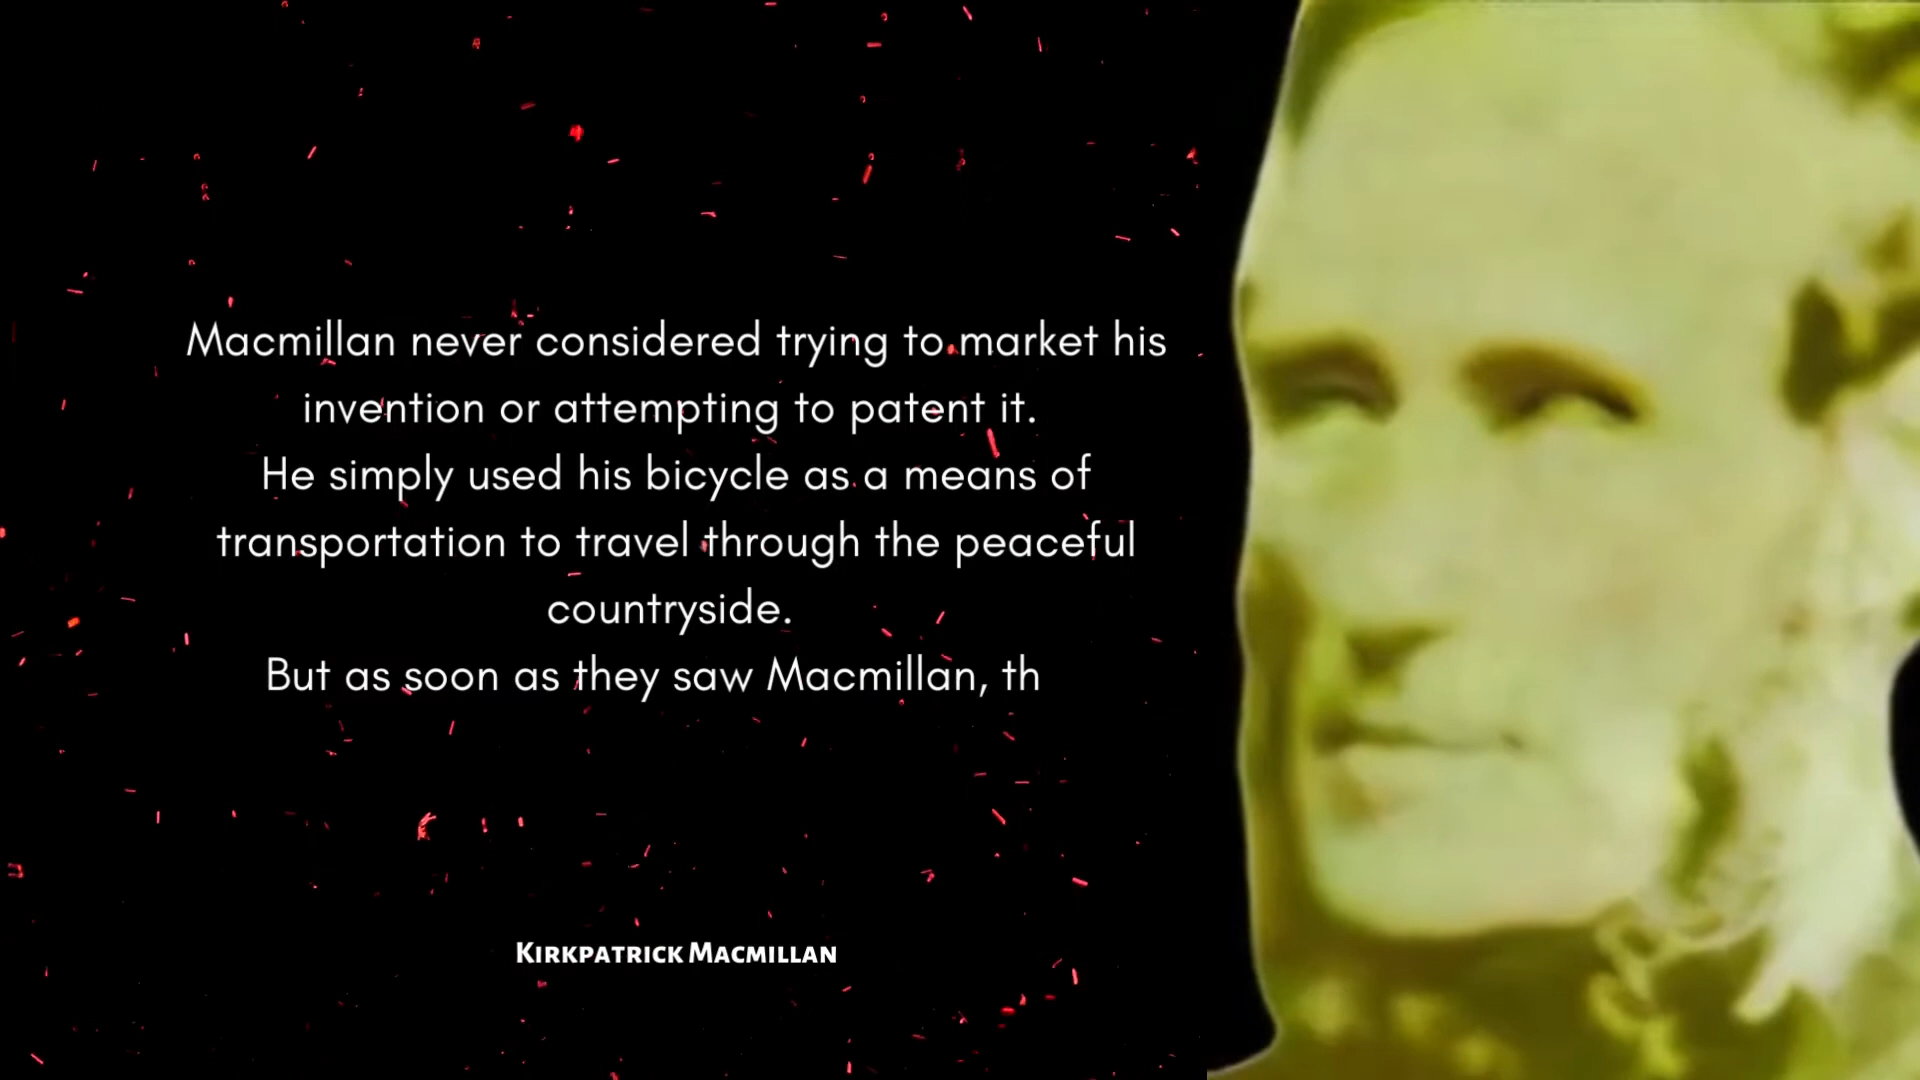 Macmillan never considered trying to market his
invention or attempting to patent it.
He simply used his bicycle as a means of
transportation to travel through the peaceful
countryside.
But as soon as they saw Macmillan, th
Kirkpatrick Macmillan